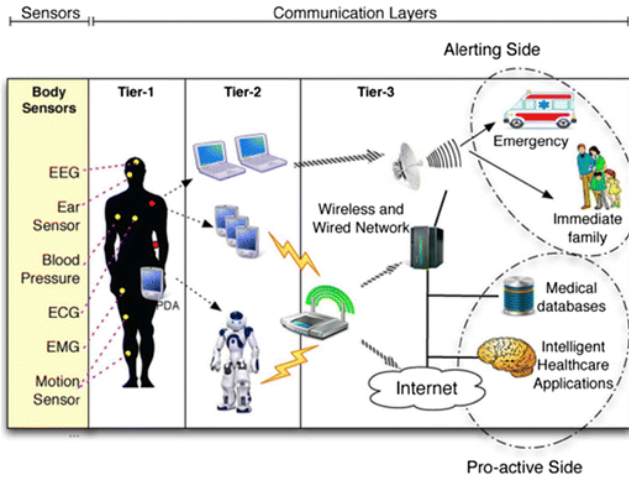 Sensors
Communication Layers
Alerting Side
Body
Sensors
Tier-1
Tier-2
Tier-3
EEG
Ear
Sensor
Blood
Pressure
ECG
EMG
Motion
Sensor
...
PDA
Wireless and
Wired Network
Internet
Emergency
Immediate
family
Medical
databases
Intelligent
Healthcare
Applications
Pro-active Side